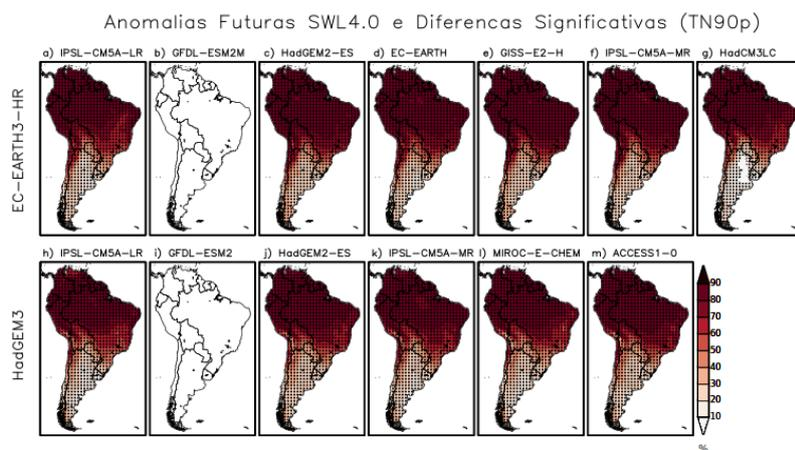 Anomalias Futuras SWL4.0 e Diferencas Significativas (TN90p)
a) IPSL-CM5A-LR b) GFDL-ESM2M c) HadGEM2-ES d) EC-EARTH e) GISS-E2-H f) IPSL-CM5A-MR g) HadCM3LC
EC-EARTH3-HR
h) IPSL-CM5A-LR i) GFDL-ESM2 j) HadGEM2-ES k) IPSL-CM5A-MR l) MIROC-E-CHEM m) ACCESS1-0
HadGEM3
90
80
70
60
50
40
30
20
10
%